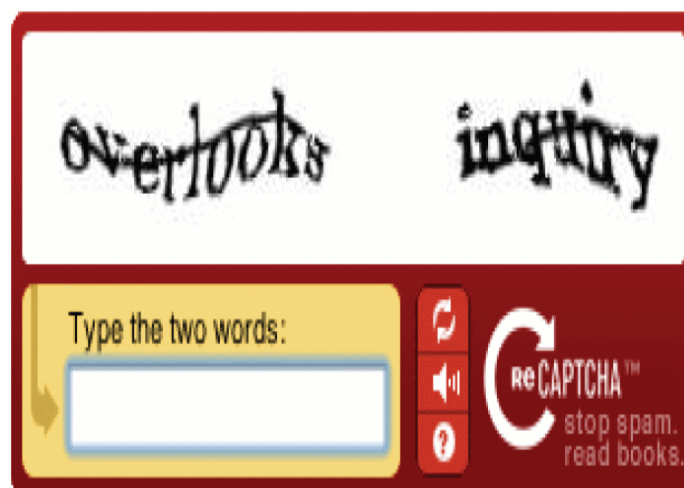 overlooks inquiry
Type the two words:
ReCAPTCHA™
stop spam.
read books.